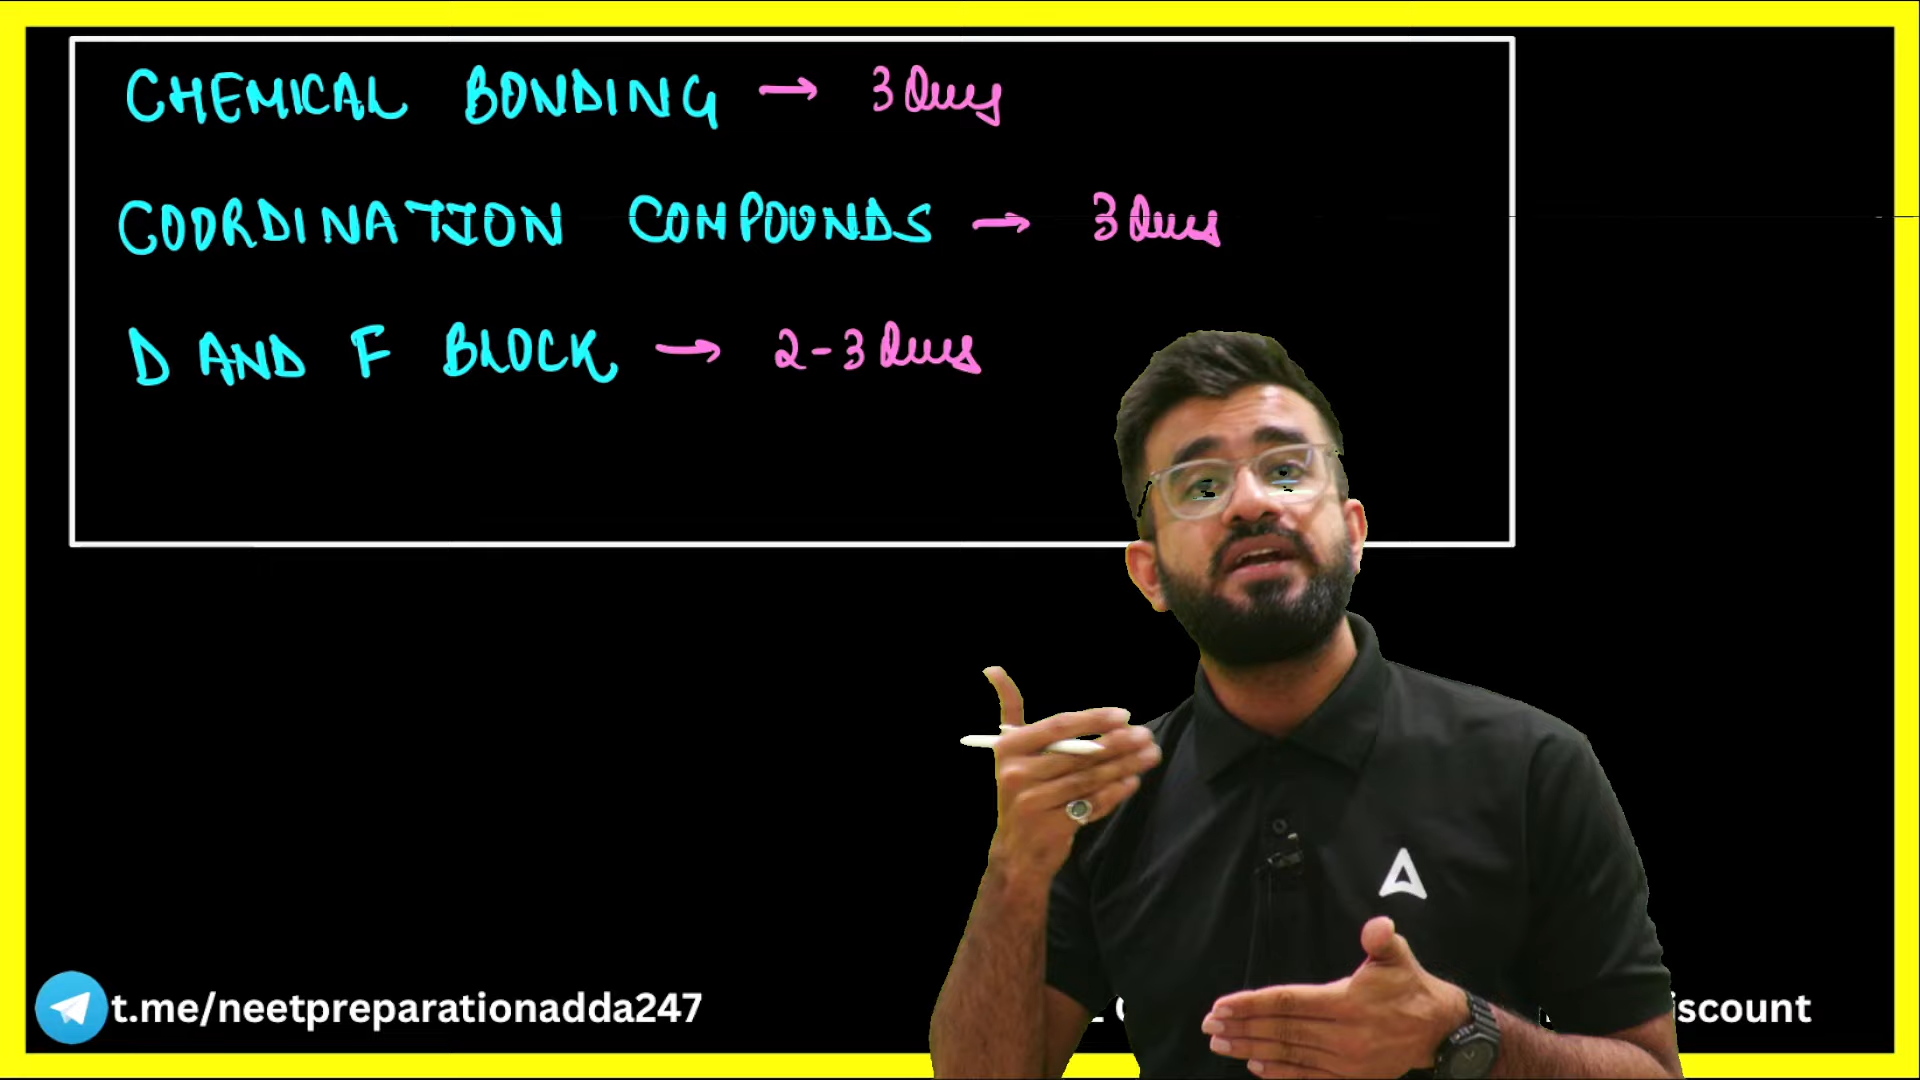 CHEMICAL BONDING → 3 Ques
COORDINATION COMPOUNDS → 3 Ques
D AND F BLOCK → 2-3 Ques
t.me/neetpreparationadda247
iscount